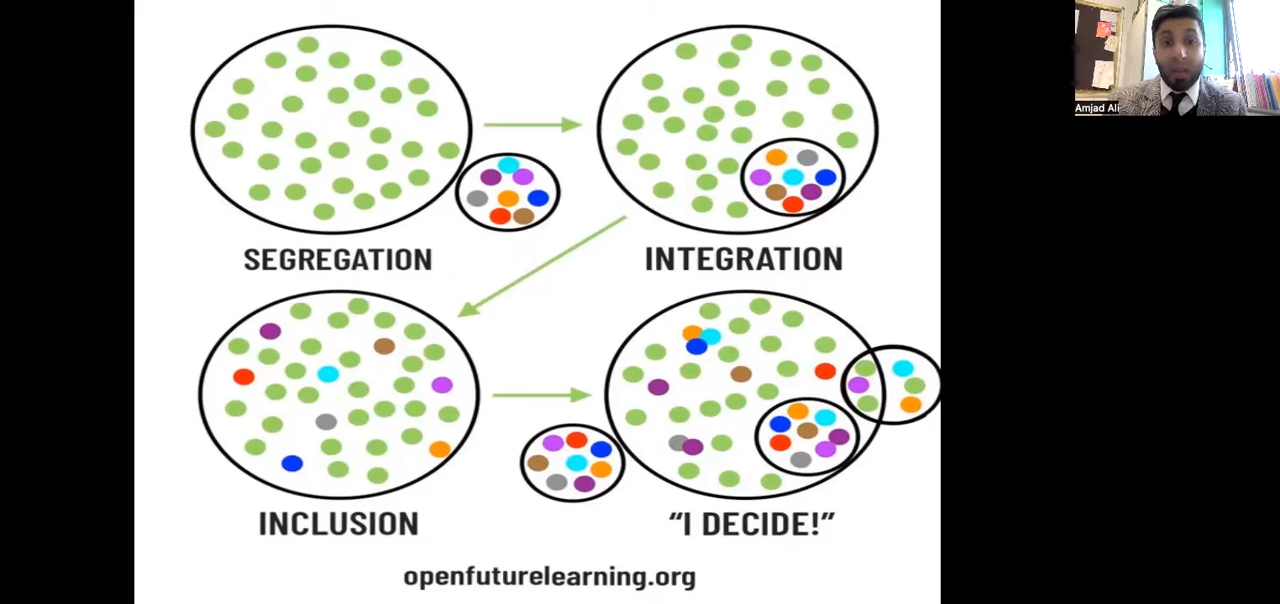 Amjad Ali
SEGREGATION
INTEGRATION
INCLUSION
“I DECIDE!”
openfuturelearning.org